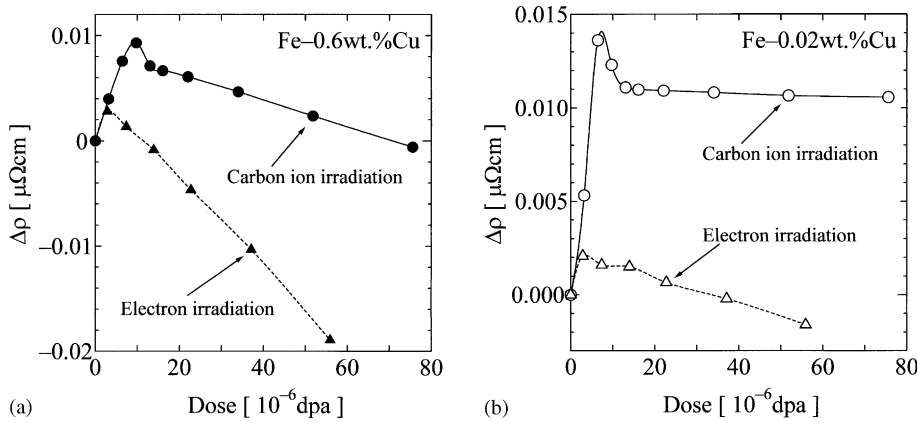 0.01
0
−0.01
−0.02
Δρ [ μΩcm ]
Fe–0.6wt.%Cu
Carbon ion irradiation
Electron irradiation
0 20 40 60 80
Dose [ 10⁻⁶dpa ]
(a)
0.015
0.010
0.005
0.000
Δρ [ μΩcm ]
Fe–0.02wt.%Cu
Carbon ion irradiation
Electron irradiation
0 20 40 60 80
Dose [ 10⁻⁶dpa ]
(b)